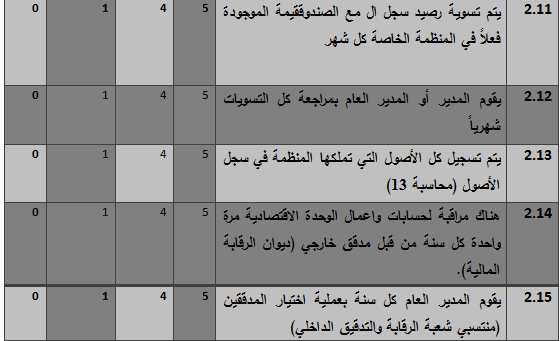 2.11 يتم تسوية رصيد سجل ال مع الصندوققيمة الموجودة 5 4 1 0
فعلاً في المنظمة الخاصة كل شهر
2.12 يقوم المدير أو المدير العام بمراجعة كل التسويات 5 4 1 0
شهرياً
2.13 يتم تسجيل كل الأصول التي تملكها المنظمة في سجل 5 4 1 0
الأصول (محاسبة 13)
2.14 هناك مراقبة لحسابات واعمال الوحدة الاقتصادية مرة 5 4 1 0
واحدة كل سنة من قبل مدقق خارجي (ديوان الرقابة
المالية).
2.15 يقوم المدير العام كل سنة بعملية اختيار المدققين 5 4 1 0
(منتسبي شعبة الرقابة والتدقيق الداخلي)